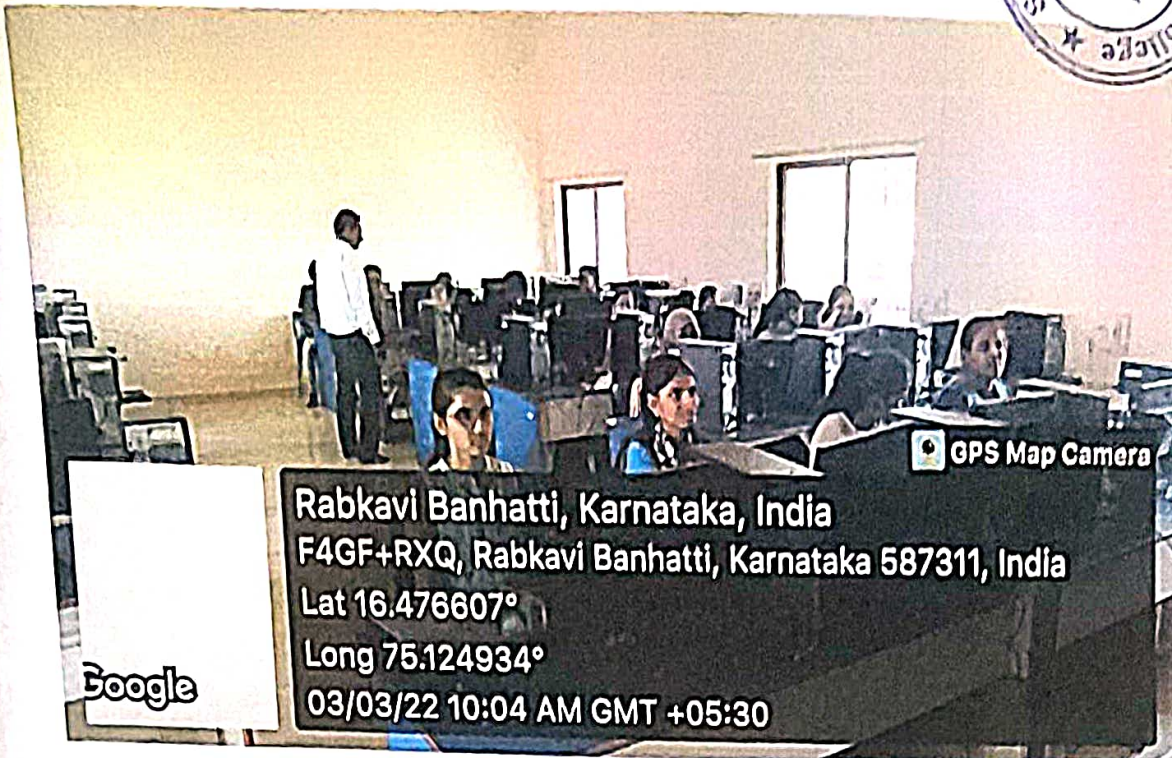 GPS Map Camera
Rabkavi Banhatti, Karnataka, India
F4GF+RXQ, Rabkavi Banhatti, Karnataka 587311, India
Lat 16.476607°
Long 75.124934°
03/03/22 10:04 AM GMT +05:30
Google